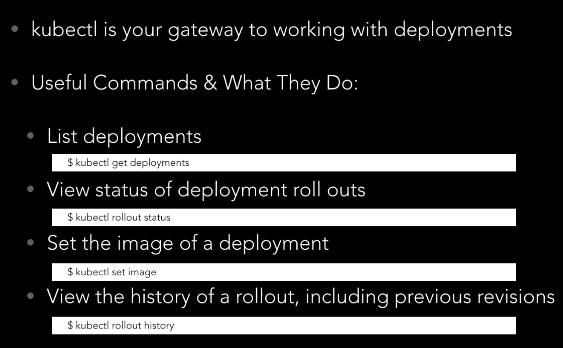 • kubectl is your gateway to working with deployments
• Useful Commands & What They Do:
• List deployments
$ kubectl get deployments
• View status of deployment roll outs
$ kubectl rollout status
• Set the image of a deployment
$ kubectl set image
• View the history of a rollout, including previous revisions
$ kubectl rollout history